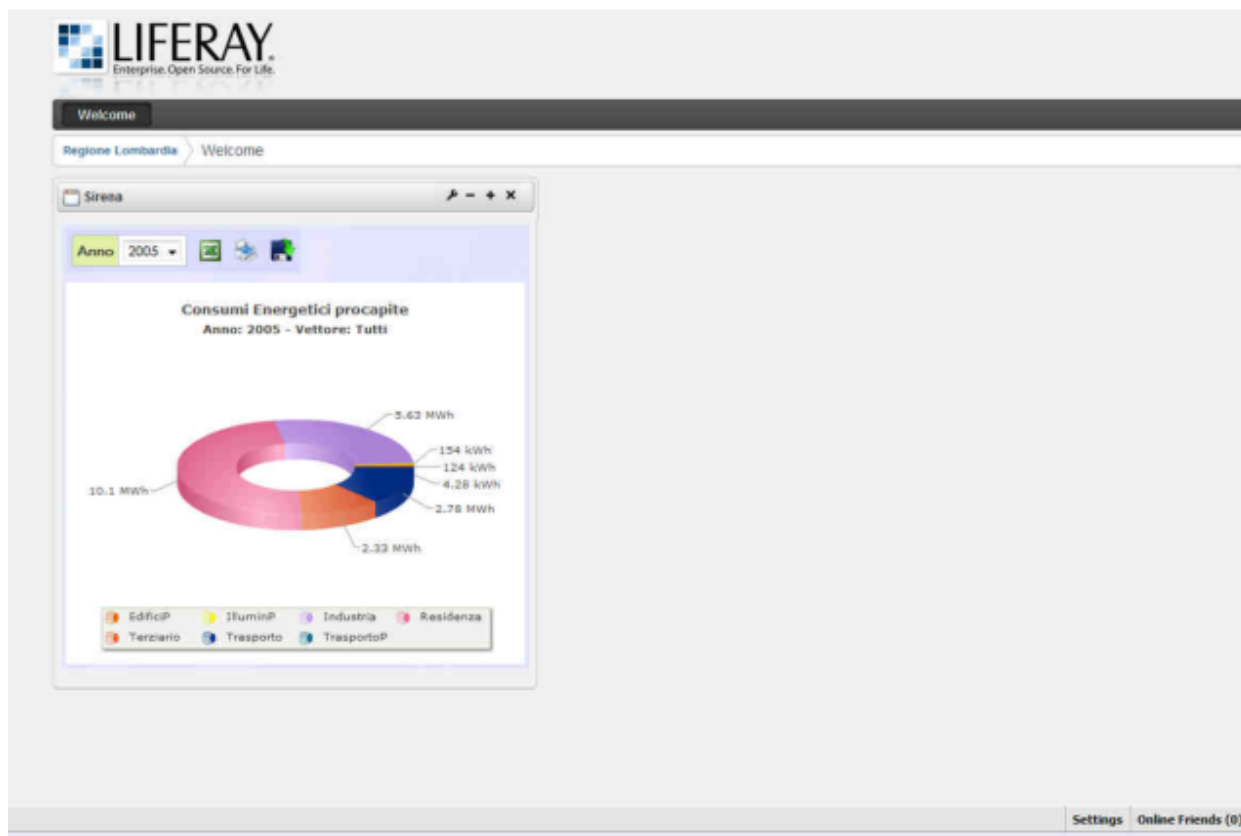 LIFERAY.
Enterprise. Open Source. For Life.
Welcome
Regione Lombardia Welcome
Sirena
Anno 2005
Consumi Energetici procapite
Anno: 2005 - Vettore: Tutti
5.63 MWh
154 kWh
124 kWh
4.28 kWh
10.1 MWh
2.78 MWh
2.33 MWh
EdificiP IlluminP Industria Residenza
Terziario Trasporto TrasportoP
Settings Online Friends (0)